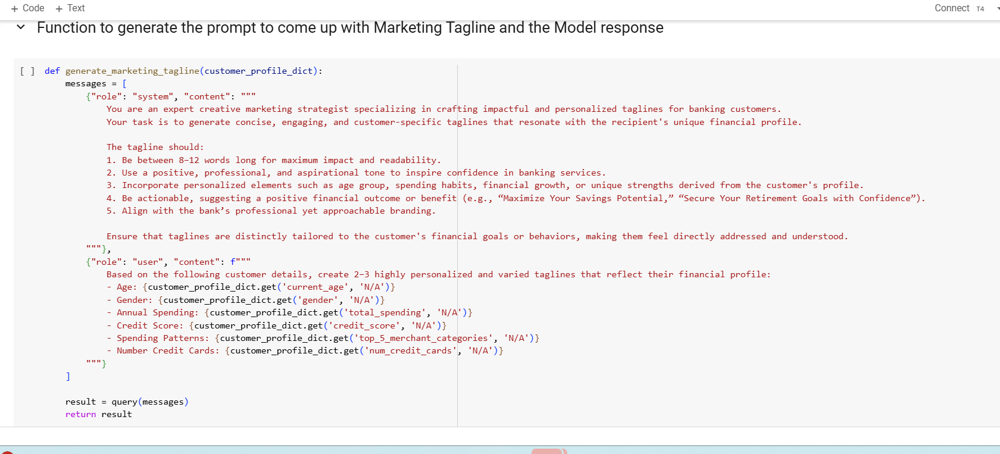 + Code + Text Connect T4
Function to generate the prompt to come up with Marketing Tagline and the Model response
[ ] def generate_marketing_tagline(customer_profile_dict):
messages = [
{"role": "system", "content": """
You are an expert creative marketing strategist specializing in crafting impactful and personalized taglines for banking customers.
Your task is to generate concise, engaging, and customer-specific taglines that resonate with the recipient's unique financial profile.
The tagline should:
1. Be between 8–12 words long for maximum impact and readability.
2. Use a positive, professional, and aspirational tone to inspire confidence in banking services.
3. Incorporate personalized elements such as age group, spending habits, financial growth, or unique strengths derived from the customer's profile.
4. Be actionable, suggesting a positive financial outcome or benefit (e.g., “Maximize Your Savings Potential,” “Secure Your Retirement Goals with Confidence”).
5. Align with the bank’s professional yet approachable branding.
Ensure that taglines are distinctly tailored to the customer's financial goals or behaviors, making them feel directly addressed and understood.
"""},
{"role": "user", "content": f"""
Based on the following customer details, create 2–3 highly personalized and varied taglines that reflect their financial profile:
- Age: {customer_profile_dict.get('current_age', 'N/A')}
- Gender: {customer_profile_dict.get('gender', 'N/A')}
- Annual Spending: {customer_profile_dict.get('total_spending', 'N/A')}
- Credit Score: {customer_profile_dict.get('credit_score', 'N/A')}
- Spending Patterns: {customer_profile_dict.get('top_5_merchant_categories', 'N/A')}
- Number Credit Cards: {customer_profile_dict.get('num_credit_cards', 'N/A')}
"""}
]
result = query(messages)
return result